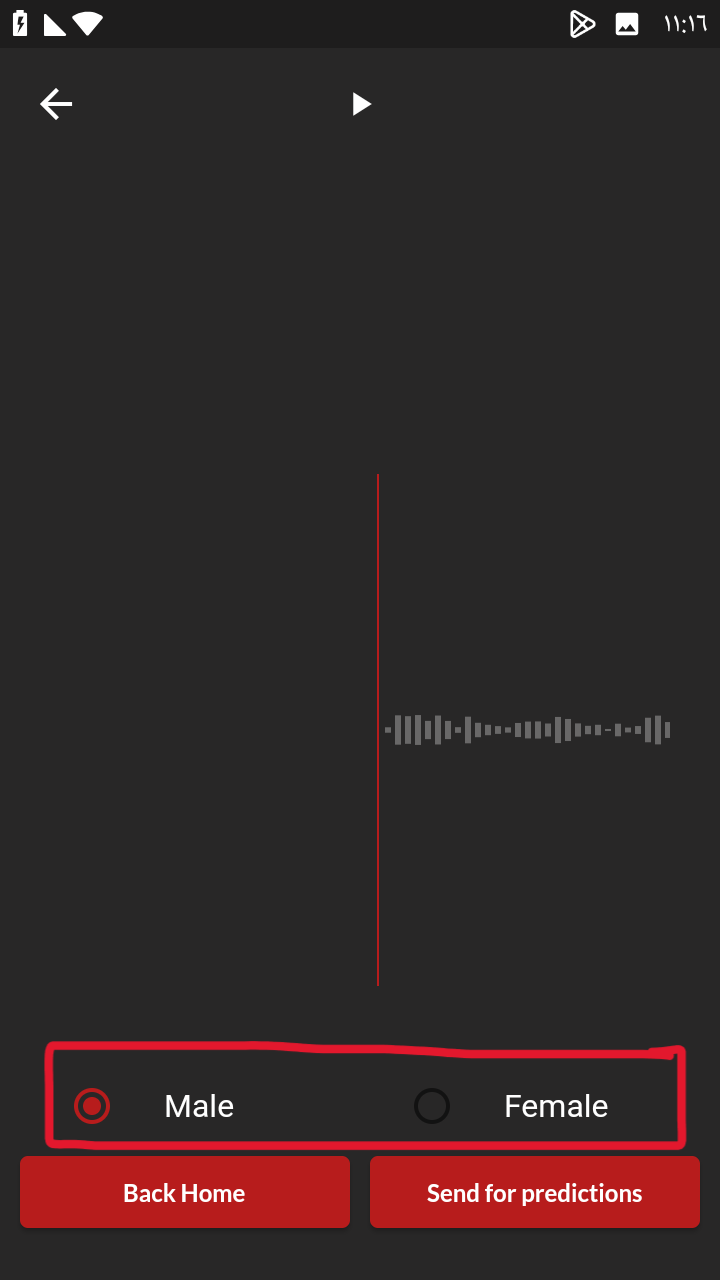 ١١:١٦
Male
Female
Back Home
Send for predictions